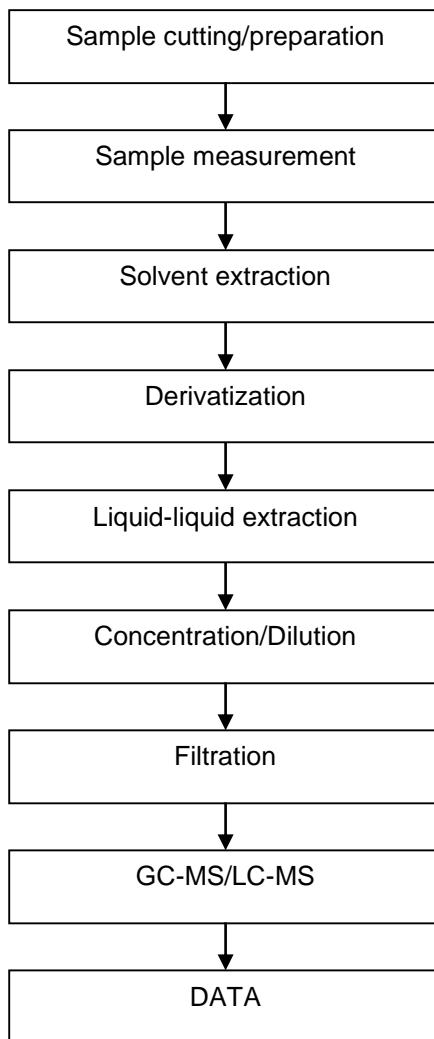 Sample cutting/preparation
Sample measurement
Solvent extraction
Derivatization
Liquid-liquid extraction
Concentration/Dilution
Filtration
GC-MS/LC-MS
DATA